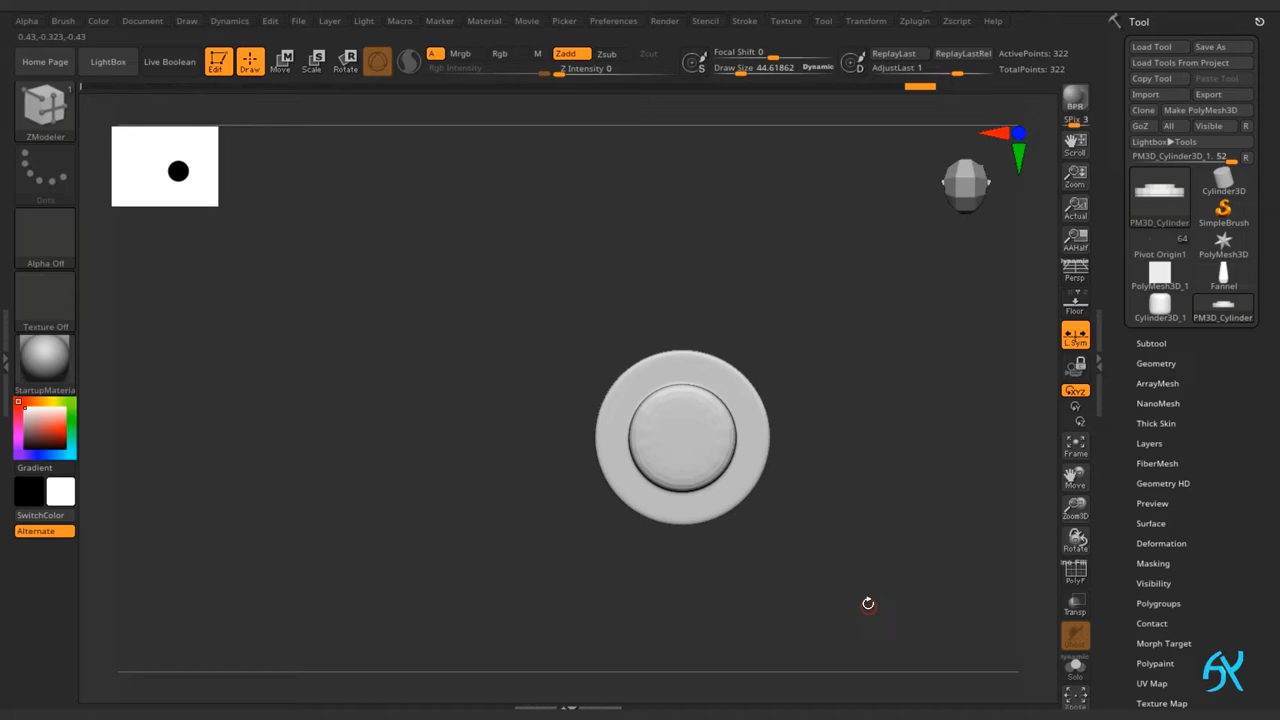 Alpha Brush Color Document Draw Dynamics Edit File Layer Light Macro Marker Material Movie Picker Preferences Render Stencil Stroke Texture Tool Transform Zplugin Zscript Help
Tool
0.43,-0.323,-0.43
Home Page
LightBox
Live Boolean
Edit
Draw
Move
Scale
Rotate
A
Mrgb
Rgb
M
Zadd
Zsub
Zcut
Rgb Intensity
Z Intensity 0
Focal Shift 0
Draw Size 44.61862
Dynamic
S
D
ReplayLast
ReplayLastRel
AdjustLast 1
ActivePoints: 322
TotalPoints: 322
1
ZModeler
Dots
Alpha Off
Texture Off
StartupMateria
Gradient
SwitchColor
Alternate
BPR
SPix 3
Scroll
Zoom
Actual
AAHalf
Dynamic
Persp
Floor
L.Sym
XYZ
Y
Z
Frame
Move
Zoom3D
Rotate
PolyF
Transp
Ghost
Dynamic
Solo
Xpose
Load Tool
Save As
Load Tools From Project
Copy Tool
Paste Tool
Import
Export
Clone
Make PolyMesh3D
GoZ
All
Visible
R
Lightbox▶Tools
PM3D_Cylinder3D_1. 52
R
PM3D_Cylinder
Cylinder3D
SimpleBrush
64
Pivot Origin1
PolyMesh3D
PolyMesh3D_1
Fannel
Cylinder3D_1
PM3D_Cylinder
Subtool
Geometry
ArrayMesh
NanoMesh
Thick Skin
Layers
FiberMesh
Geometry HD
Preview
Surface
Deformation
Masking
Visibility
Polygroups
Contact
Morph Target
Polypaint
UV Map
Texture Map